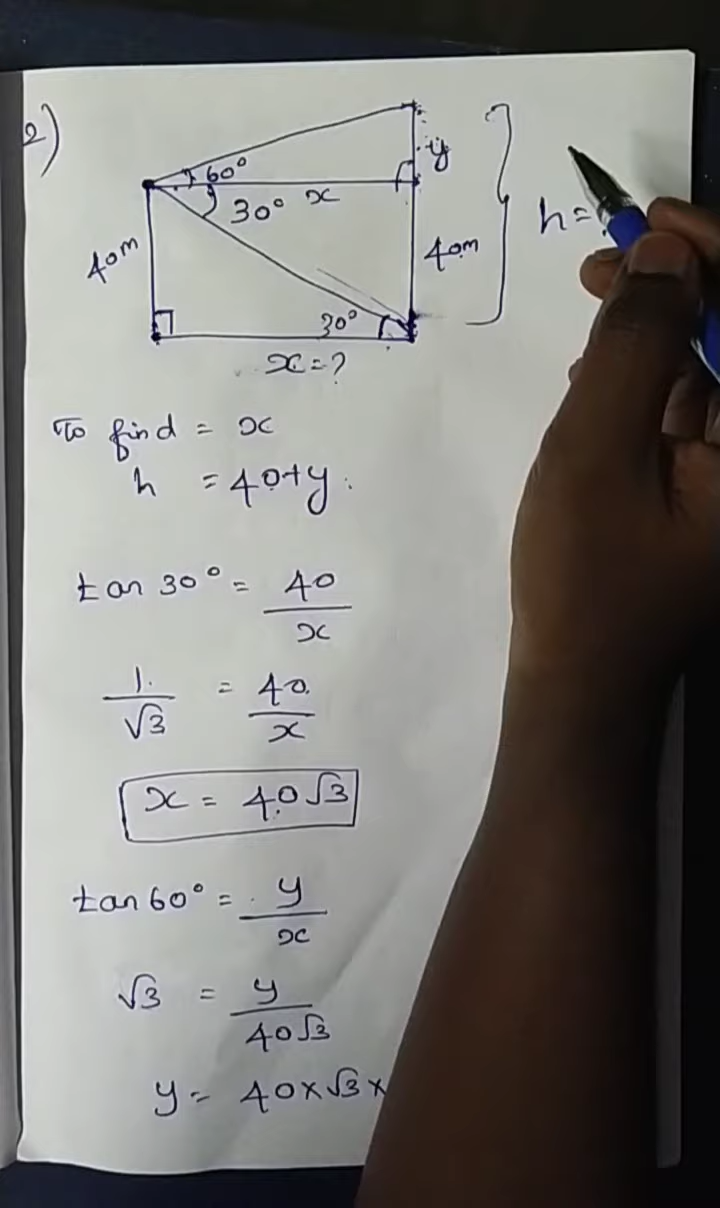 2)
60°
y
30° x
h =
40m
40m
30°
x = ?
To find = x
h = 40+y
tan 30° = 40/x
1/√3 = 40/x
x = 40√3
tan 60° = y/x
√3 = y/40√3
y = 40×√3×